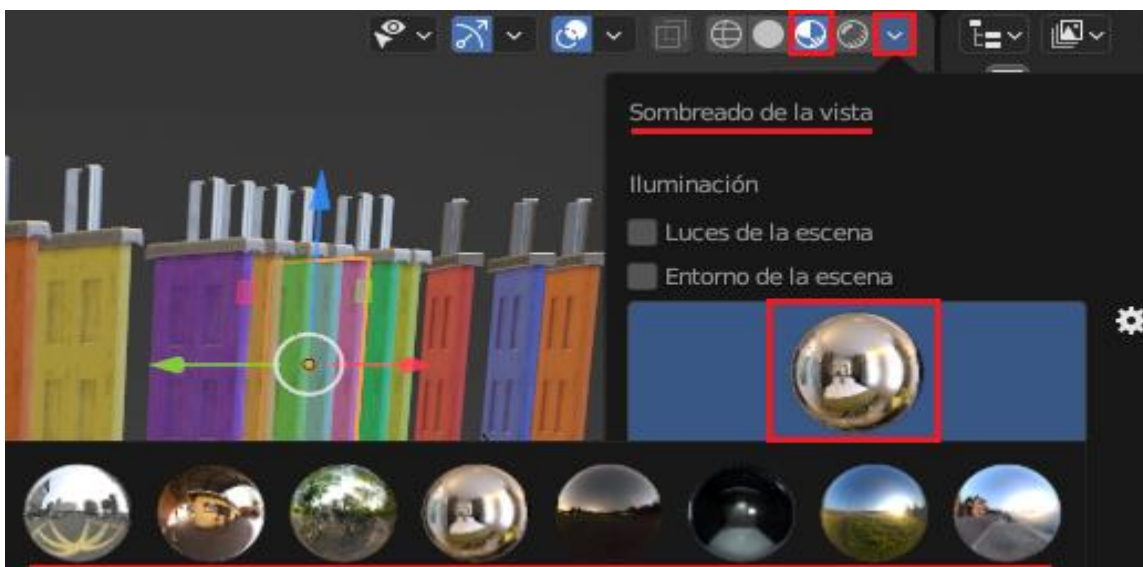 Sombreado de la vista
Iluminación
Luces de la escena
Entorno de la escena